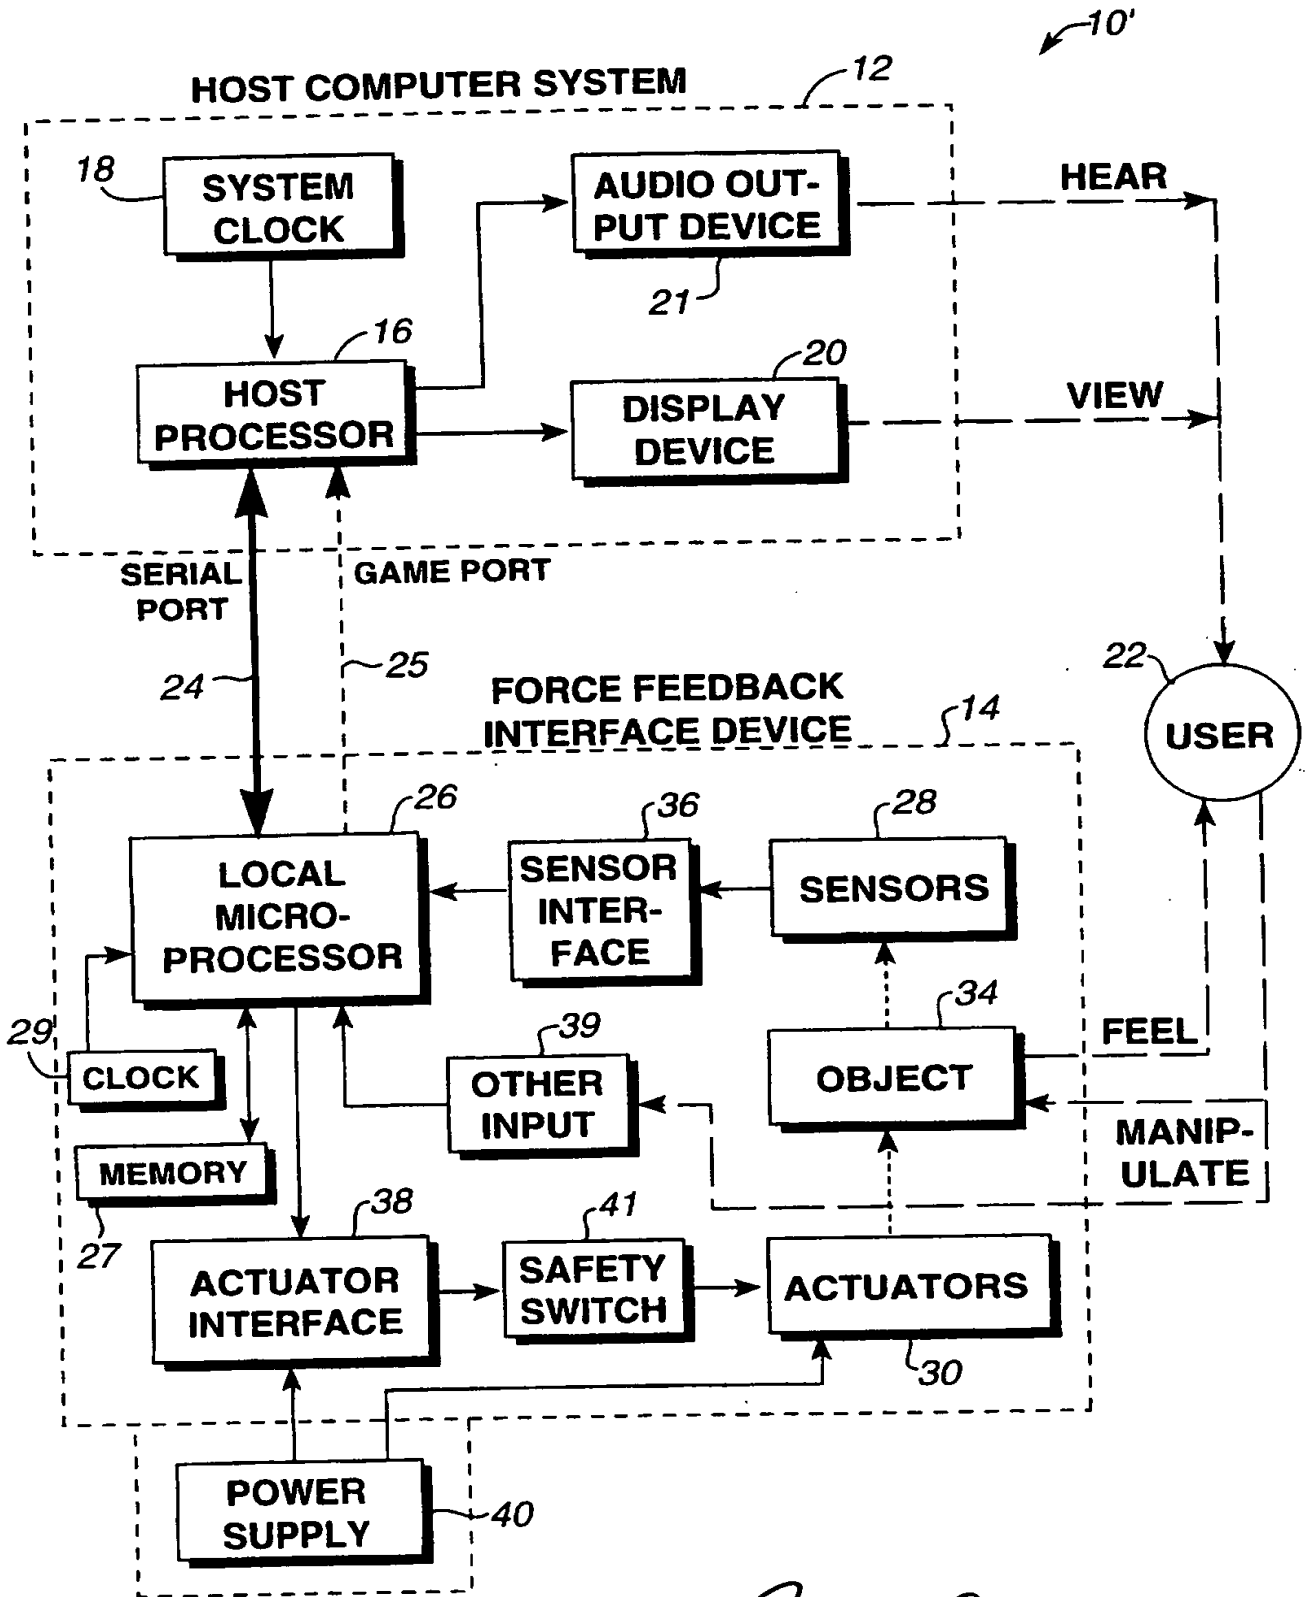 10'
HOST COMPUTER SYSTEM
12
18
SYSTEM
CLOCK
AUDIO OUT-
PUT DEVICE
21
HEAR
16
HOST
PROCESSOR
20
DISPLAY
DEVICE
VIEW
SERIAL
PORT
GAME PORT
24
25
FORCE FEEDBACK
INTERFACE DEVICE
14
22
USER
26
LOCAL
MICRO-
PROCESSOR
36
SENSOR
INTER-
FACE
28
SENSORS
29
CLOCK
39
OTHER
INPUT
34
OBJECT
FEEL
MANIP-
ULATE
MEMORY
27
38
ACTUATOR
INTERFACE
41
SAFETY
SWITCH
ACTUATORS
30
POWER
SUPPLY
40